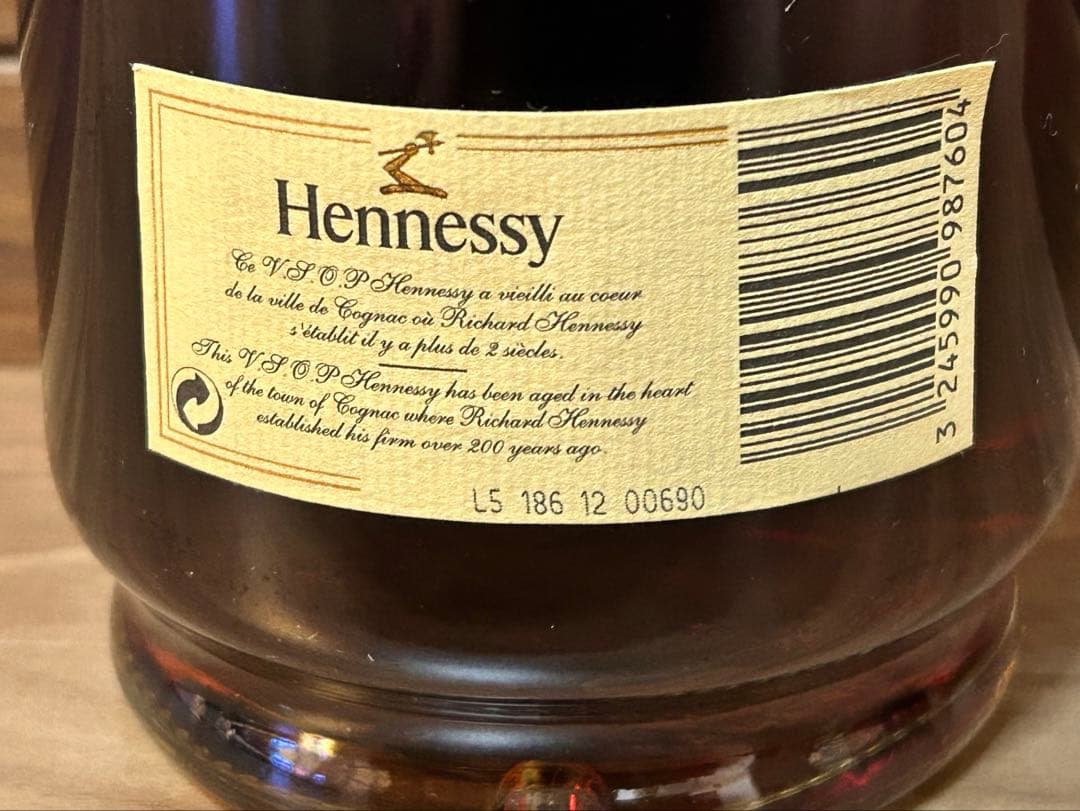 Hennessy
Ce V.S.O.P Hennessy a vieilli au coeur
de la ville de Cognac où Richard Hennessy
s'établit il y a plus de 2 siècles.
This V.S.O.P Hennessy has been aged in the heart
of the town of Cognac where Richard Hennessy
established his firm over 200 years ago.
L5 186 12 00690
3 245990 987604